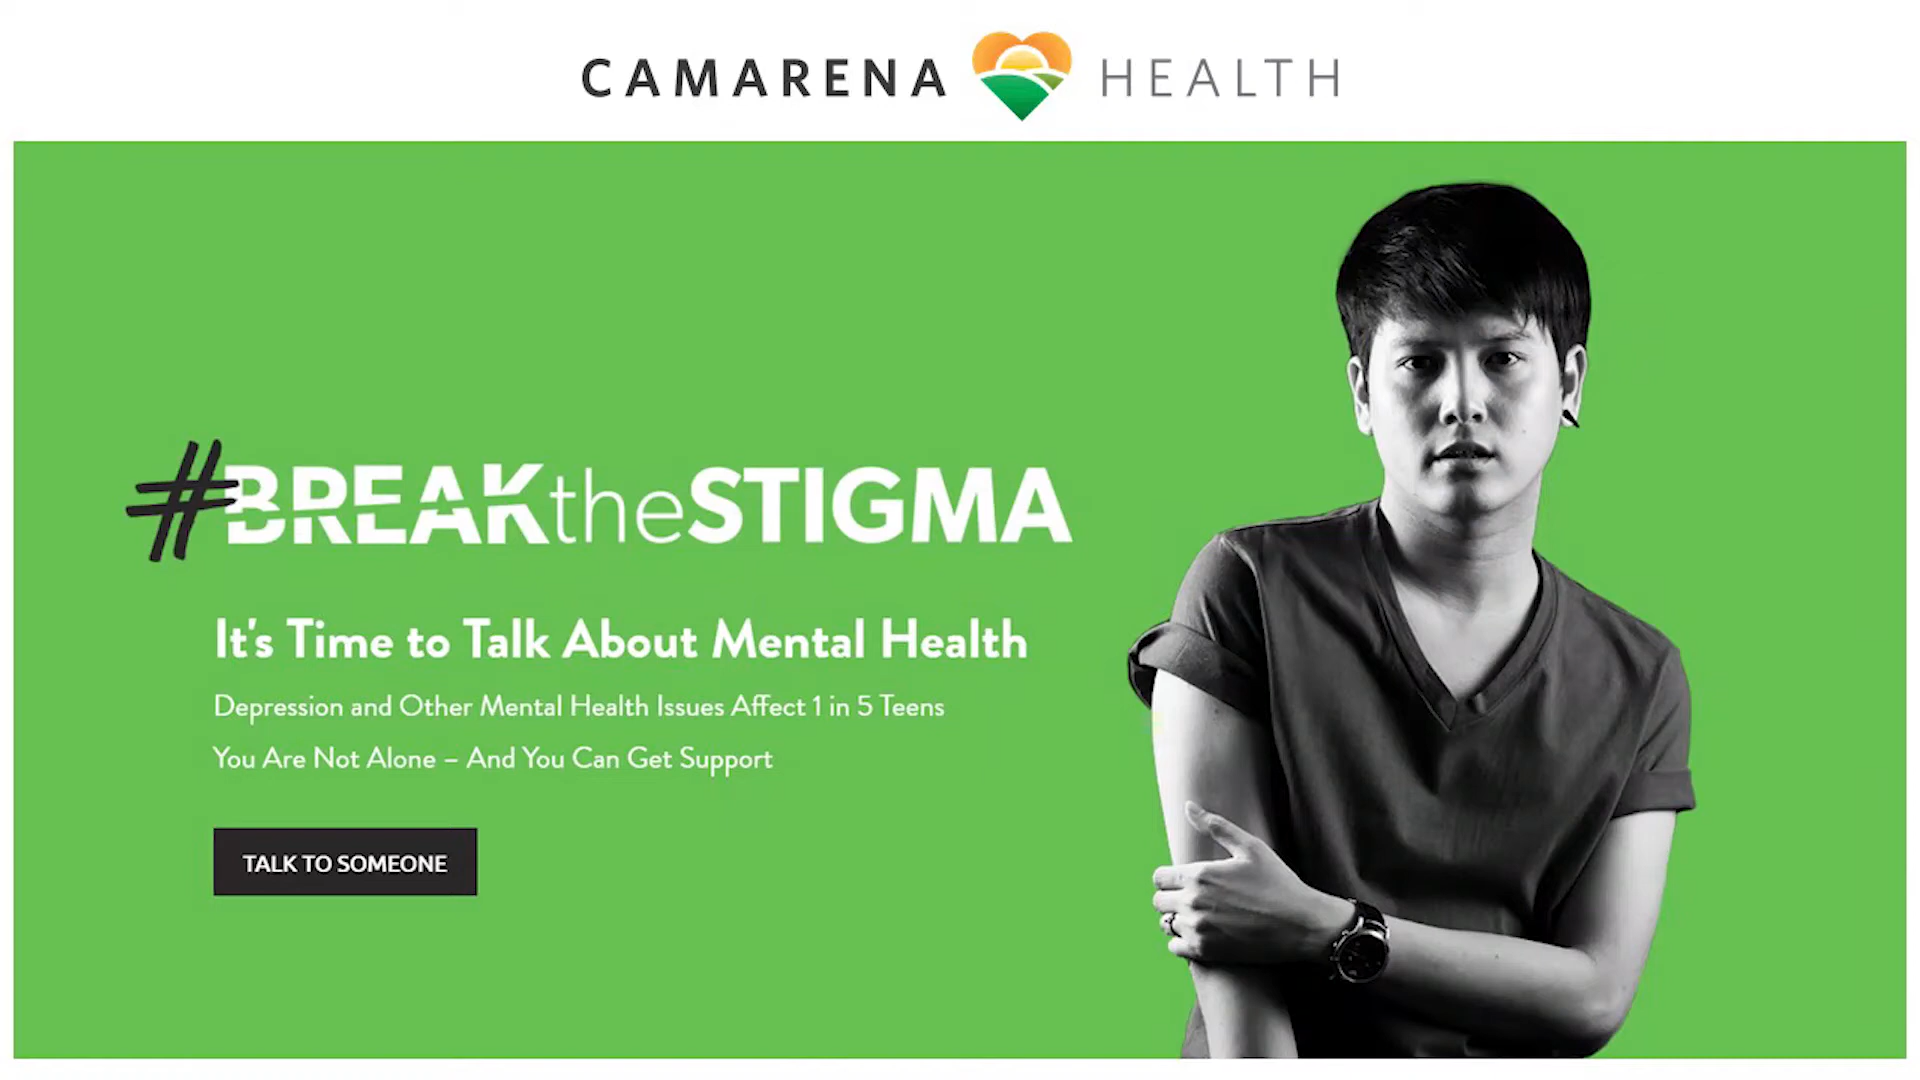 CAMARENA HEALTH
#BREAKtheSTIGMA
It's Time to Talk About Mental Health
Depression and Other Mental Health Issues Affect 1 in 5 Teens
You Are Not Alone – And You Can Get Support
TALK TO SOMEONE